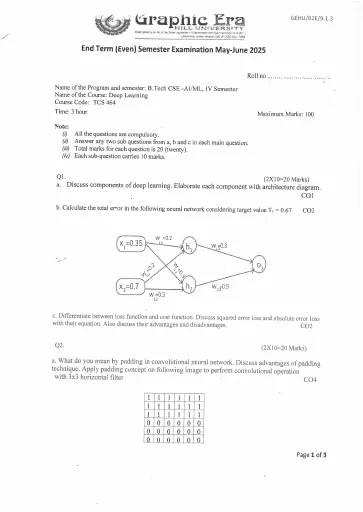 GEHU/02E/9.1.3
Graphic Era
HILL UNIVERSITY
End Term (Even) Semester Examination May-June 2025
Roll no
Name of the Program and semester: B.Tech CSE -AI/ML, IV Semester
Name of the Course: Deep Learning
Course Code: TCS 464
Time: 3 hour
Maximum Marks: 100
Note:
(i) All the questions are compulsory.
(ii) Answer any two sub questions from a, b and c in each main question.
(iii) Total marks for each question is 20 (twenty).
(iv) Each sub-question carries 10 marks.
Q1.
(2X10=20 Marks)
a. Discuss components of deep learning. Elaborate each component with architecture diagram.
CO1
b. Calculate the total error in the following neural network considering target value T₁ = 0.67 CO2
x₁=0.35
w =0.2
h₁
w =0.3
o₃
x₂=0.7
w =0.3
h₂
w =0.9
c. Differentiate between loss function and cost function. Discuss squared error loss and absolute error loss
with their equation. Also discuss their advantages and disadvantages. CO2
Q2.
(2X10=20 Marks)
a. What do you mean by padding in convolutional neural network. Discuss advantages of padding
technique. Apply padding concept on following image to perform convolutional operation
with 3x3 horizontal filter CO4
1 1 1 1 1 1
1 1 1 1 1 1
1 1 1 1 1 1
0 0 0 0 0 0
0 0 0 0 0 0
0 0 0 0 0 0
Page 1 of 3